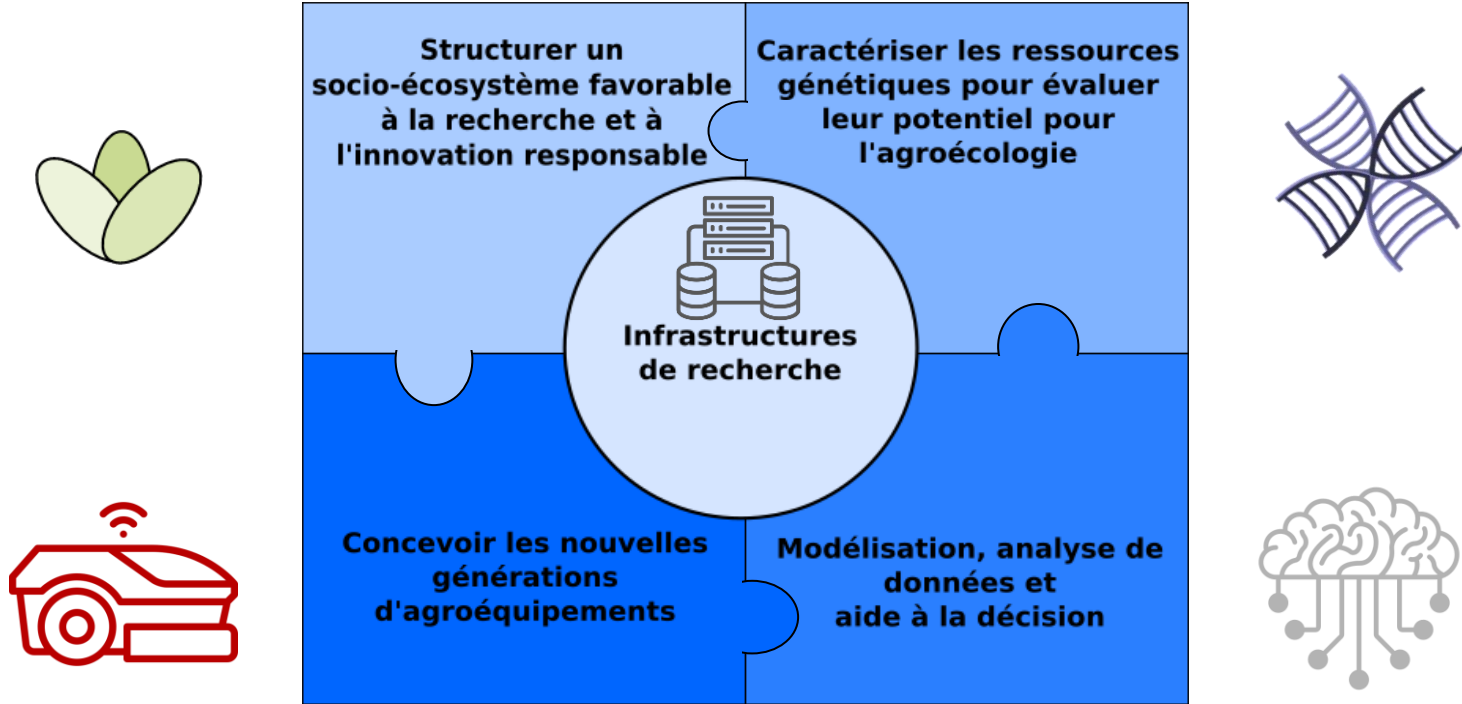 Structurer un
socio-écosystème favorable
à la recherche et à
l'innovation responsable
Caractériser les ressources
génétiques pour évaluer
leur potentiel pour
l'agroécologie
Infrastructures
de recherche
Concevoir les nouvelles
générations
d'agroéquipements
Modélisation, analyse de
données et
aide à la décision